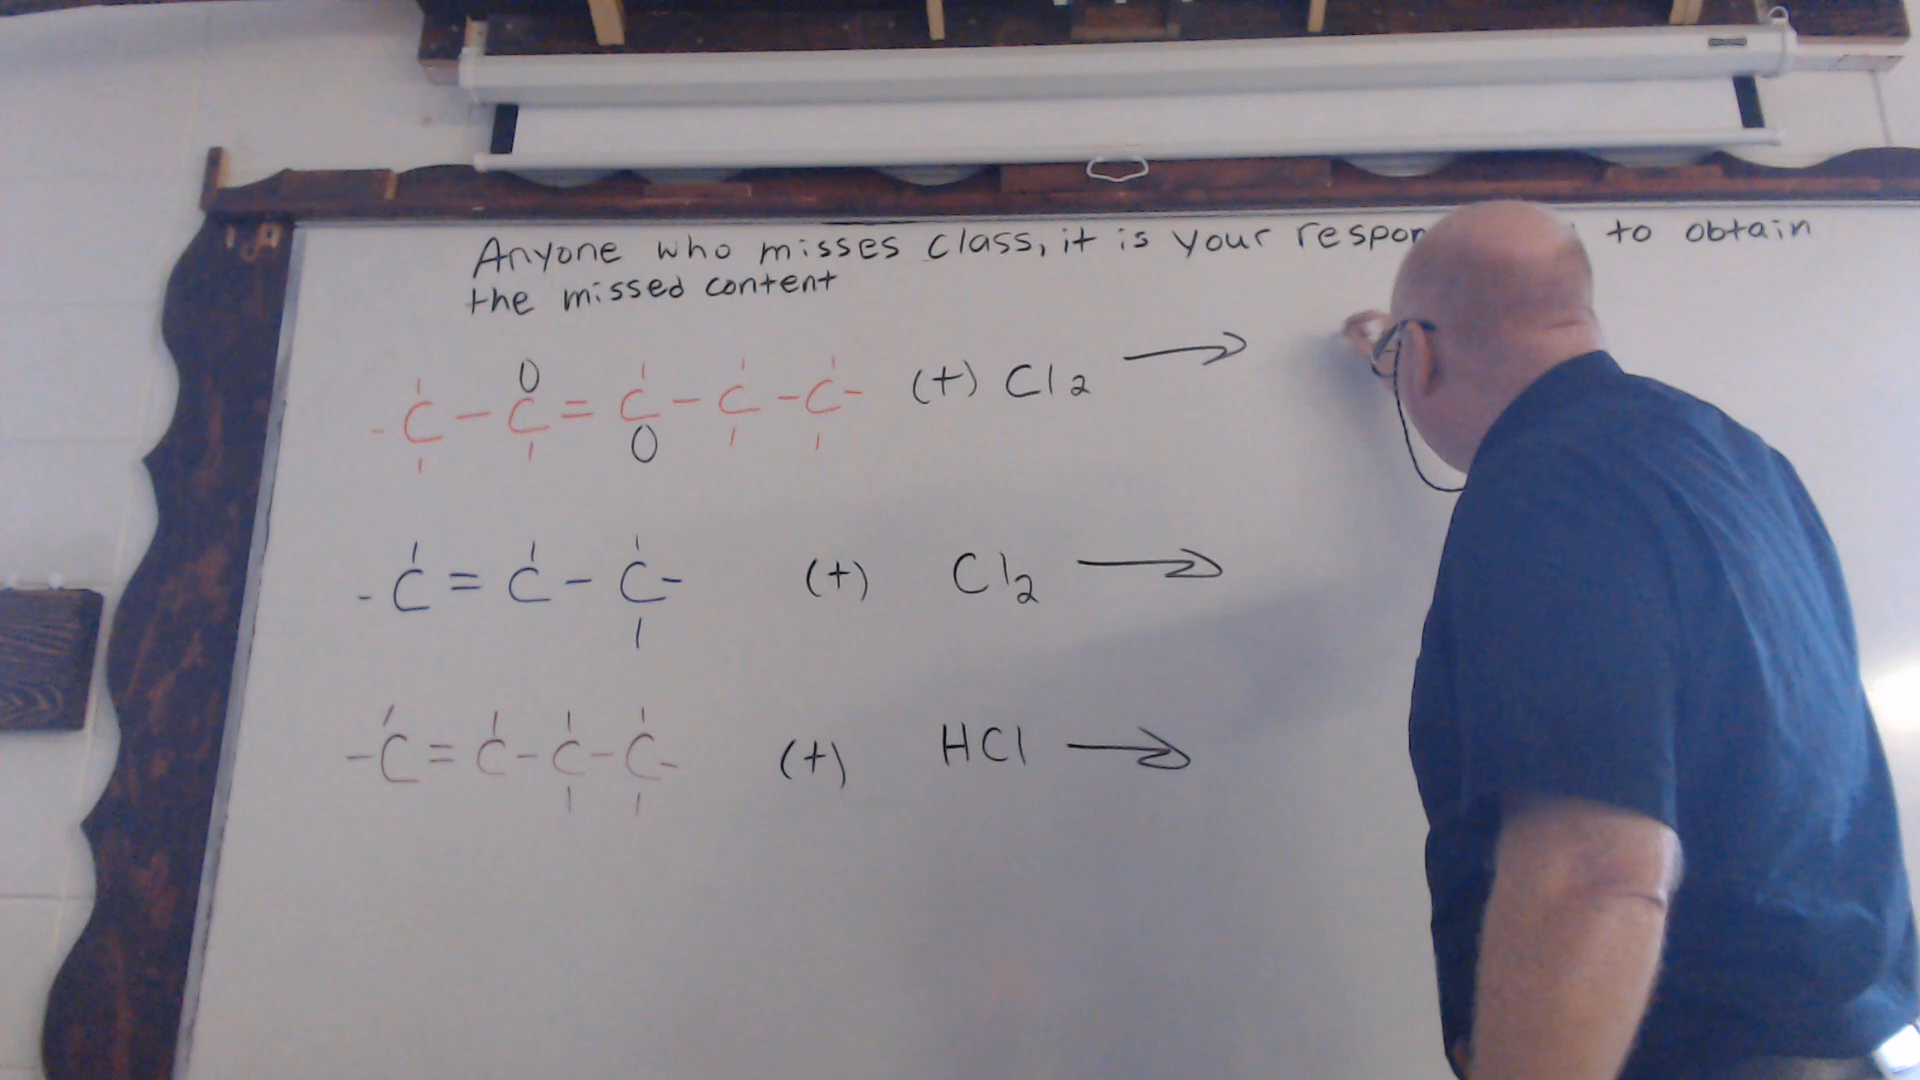 Anyone who misses class, it is your respon to obtain
the missed content
- C - C = C - C - C - (+) Cl2 →
O
O
- C = C - C - (+) Cl2 →
- C = C - C - C - (+) HCl →